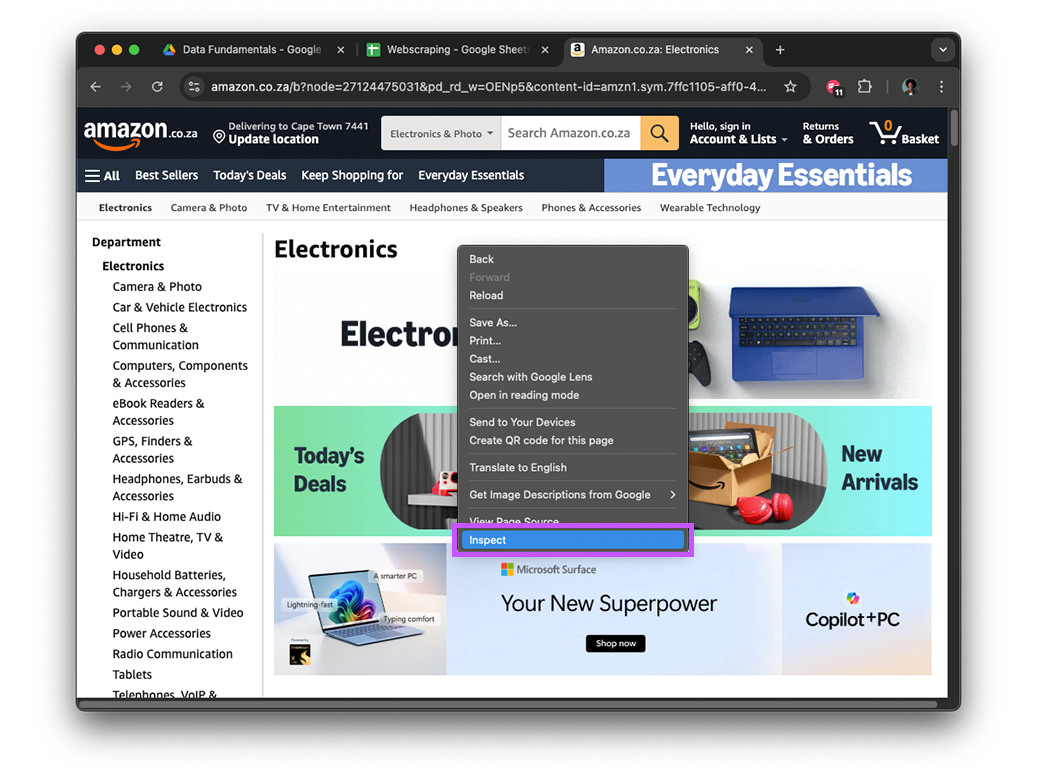 Data Fundamentals - Google
Webscraping - Google Sheets
Amazon.co.za: Electronics
amazon.co.za/b?node=27124475031&pd_rd_w=OENp5&content-id=amzn1.sym.7ffc1105-aff0-4...
11
amazon.co.za
Delivering to Cape Town 7441
Update location
Electronics & Photo
Search Amazon.co.za
Hello, sign in
Account & Lists
Returns
& Orders
0
Basket
All
Best Sellers
Today's Deals
Keep Shopping for
Everyday Essentials
Everyday Essentials
Electronics
Camera & Photo
TV & Home Entertainment
Headphones & Speakers
Phones & Accessories
Wearable Technology
Department
Electronics
Camera & Photo
Car & Vehicle Electronics
Cell Phones &
Communication
Computers, Components
& Accessories
eBook Readers &
Accessories
GPS, Finders &
Accessories
Headphones, Earbuds &
Accessories
Hi-Fi & Home Audio
Home Theatre, TV &
Video
Household Batteries,
Chargers & Accessories
Portable Sound & Video
Power Accessories
Radio Communication
Tablets
Telephones, VoIP &
Electronics
Electron
Back
Forward
Reload
Save As...
Print...
Cast...
Search with Google Lens
Open in reading mode
Send to Your Devices
Create QR code for this page
Translate to English
Get Image Descriptions from Google
View Page Source
Inspect
Today's
Deals
New
Arrivals
A smarter PC
Lightning-fast
Typing comfort
Microsoft Surface
Your New Superpower
Shop now
Copilot+PC